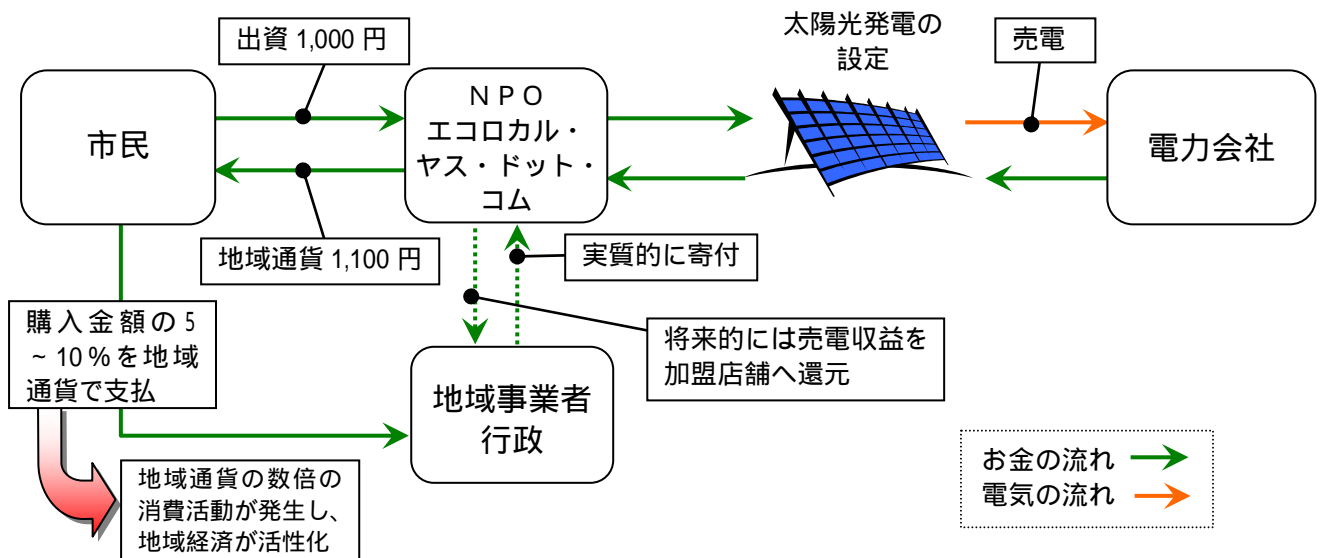 出資 1,000 円
太陽光発電の
設定
売電
市民
ＮＰＯ
エコロカル・
ヤス・ドット・
コム
電力会社
地域通貨 1,100 円
実質的に寄付
購入金額の 5
~ 10％を地域
通貨で支払
将来的には売電収益を
加盟店舗へ還元
地域事業者
行政
地域通貨の数倍の
消費活動が発生し、
地域経済が活性化
お金の流れ
電気の流れ